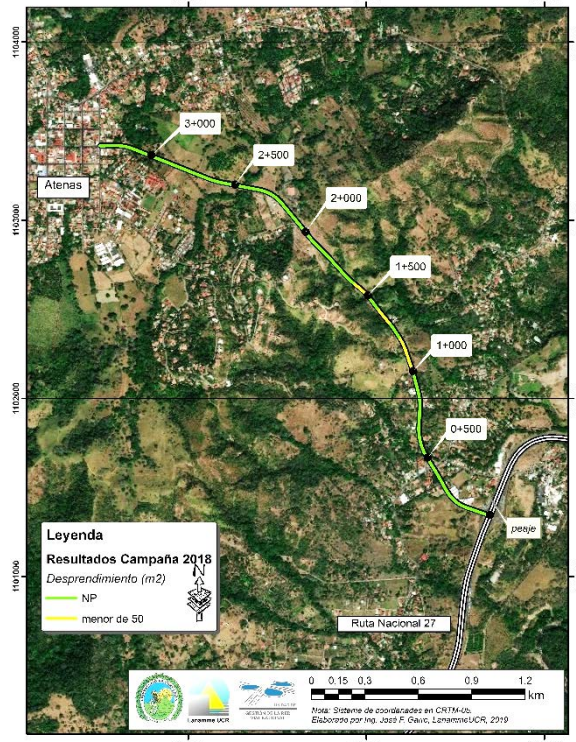 1104000
3+000
2+500
Atenas
2+000
1103000
1+500
1+000
1102000
0+500
peaje
Leyenda
Resultados Campaña 2018
N
Desprendimiento (m2)
NP
menor de 50
1101000
Ruta Nacional 27
0 0.15 0.3 0.6 0.9 1.2
km
Lanamme UCR
Nota: Sistema de coordenadas en CRTM-05.
Elaborado por Ing. José F. Garro, LanammeUCR, 2019